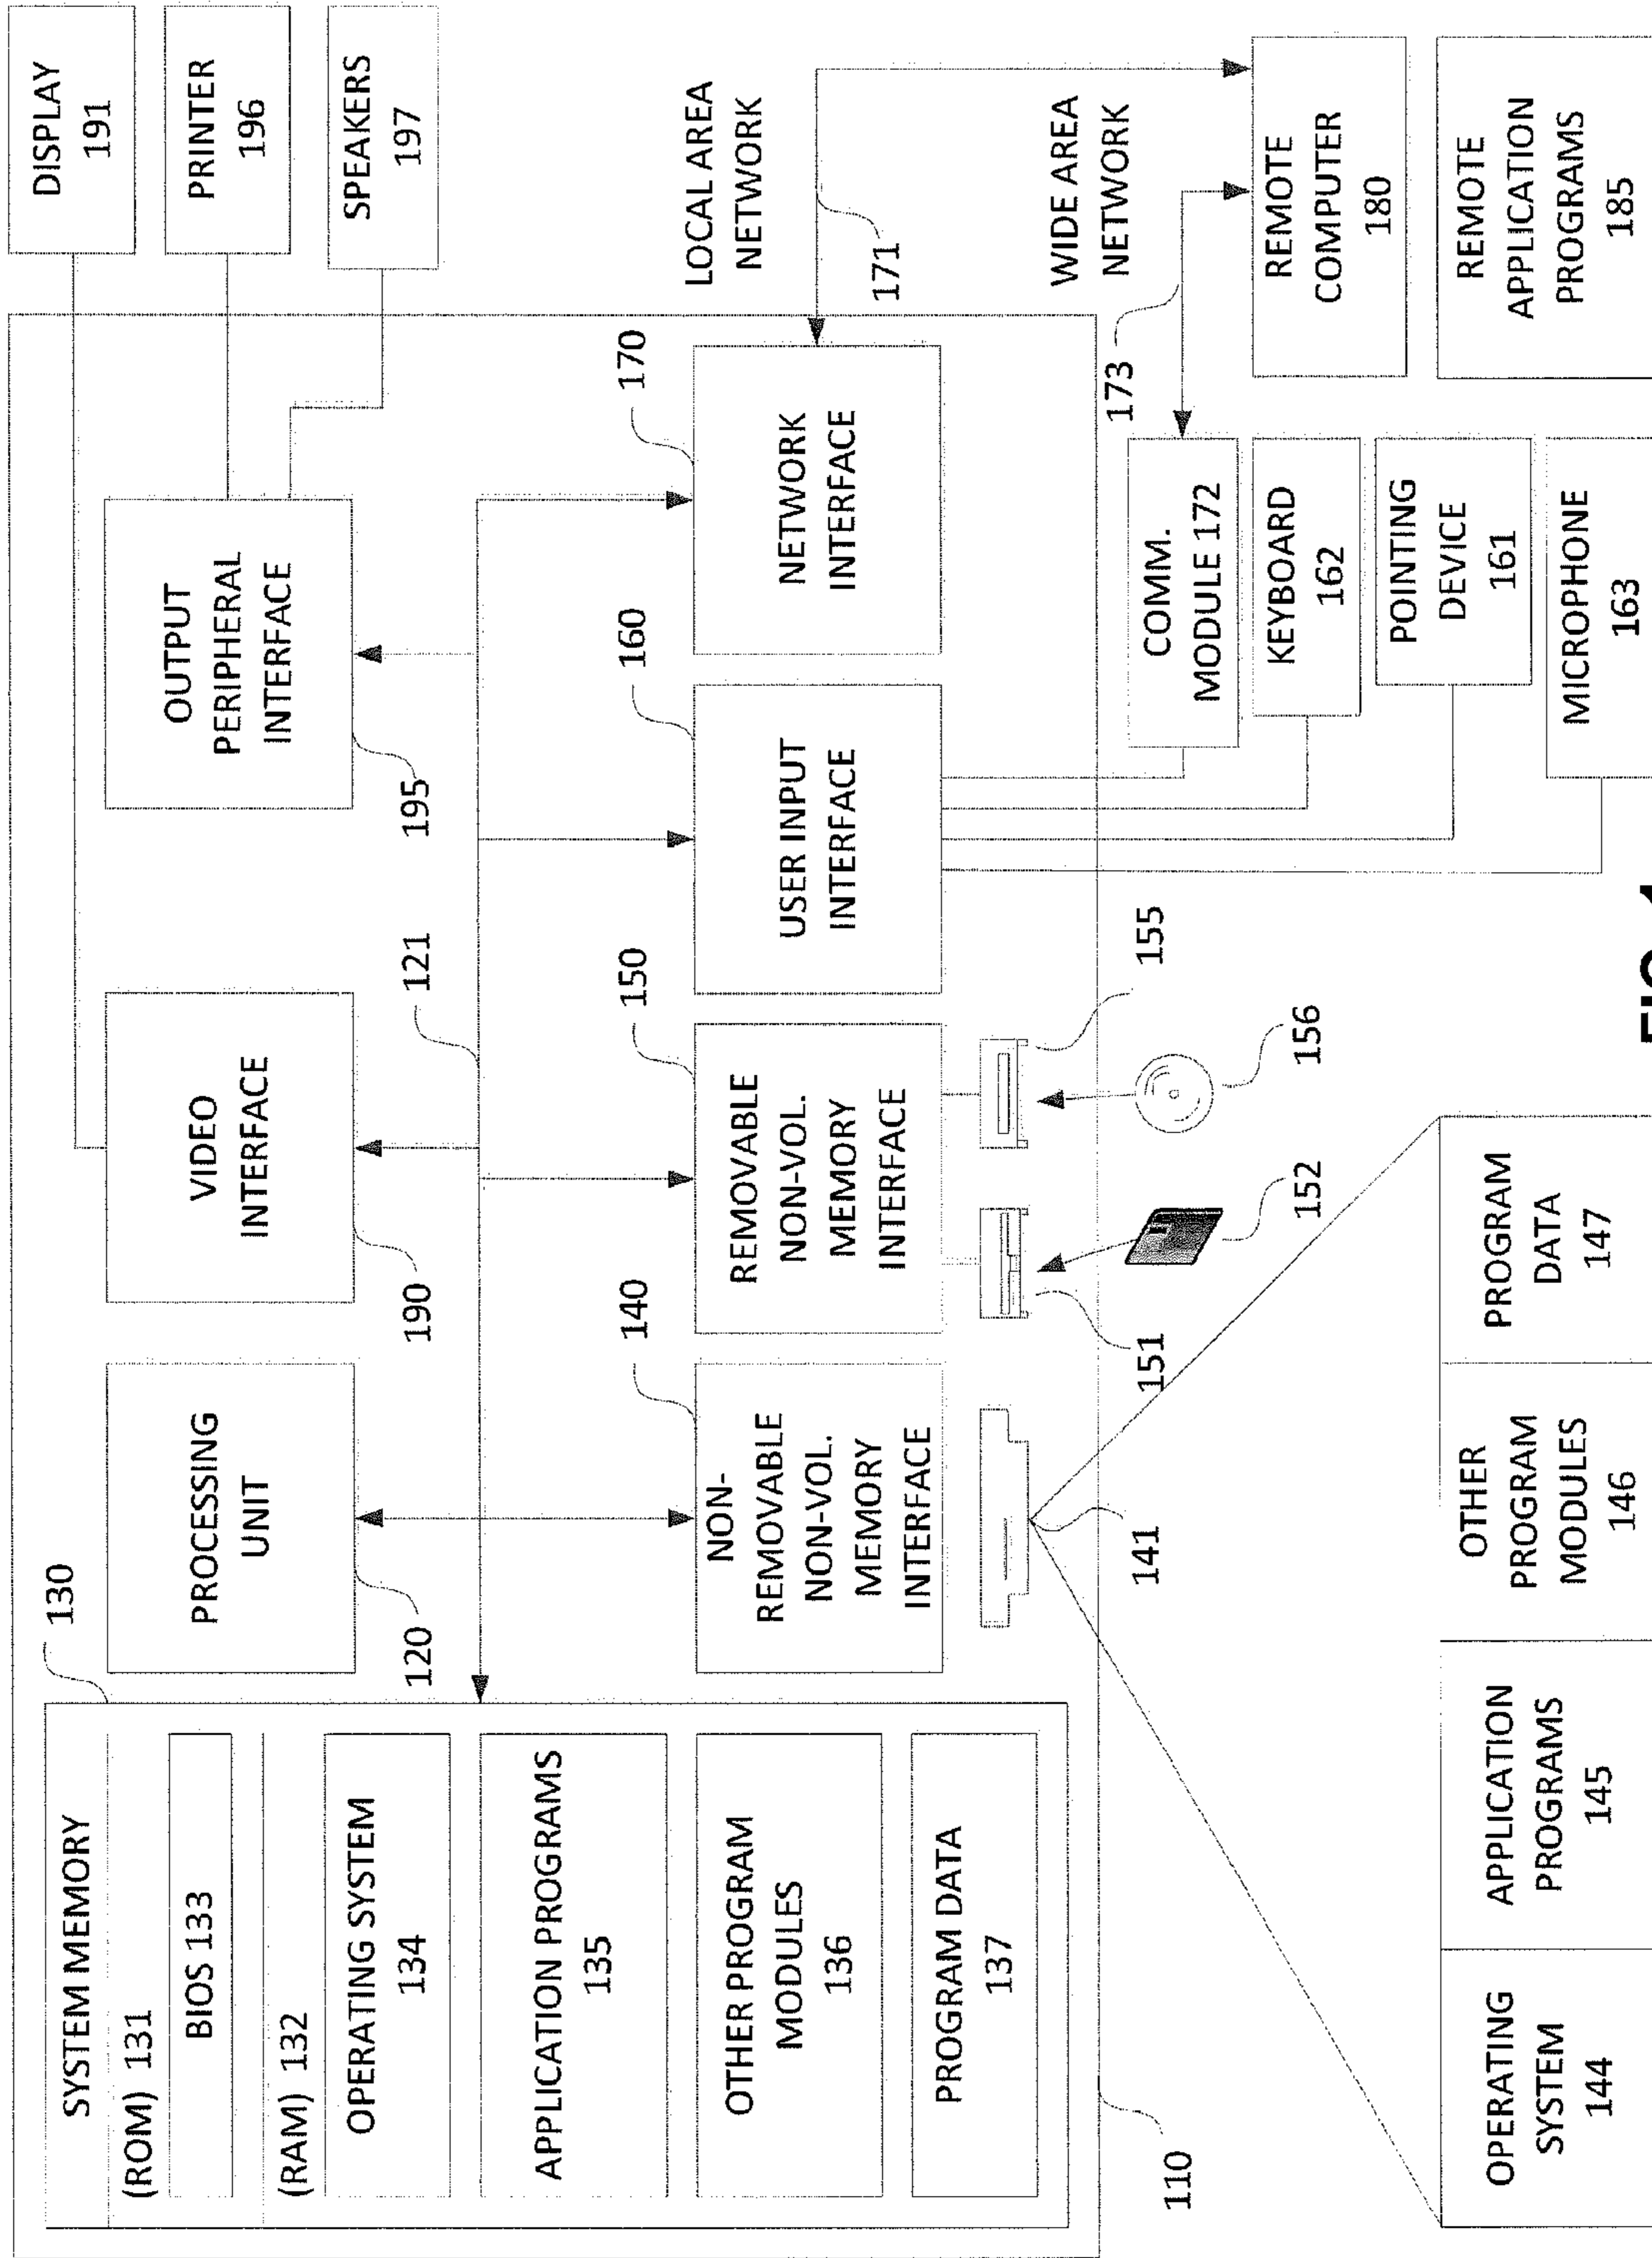 SYSTEM MEMORY
(ROM) 131
BIOS 133
(RAM) 132
OPERATING SYSTEM
134
APPLICATION PROGRAMS
135
OTHER PROGRAM
MODULES
136
PROGRAM DATA
137
130
110
PROCESSING
UNIT
120
VIDEO
INTERFACE
190
121
OUTPUT
PERIPHERAL
INTERFACE
195
DISPLAY
191
PRINTER
196
SPEAKERS
197
NON-
REMOVABLE
NON-VOL.
MEMORY
INTERFACE
140
REMOVABLE
NON-VOL.
MEMORY
INTERFACE
150
USER INPUT
INTERFACE
160
NETWORK
INTERFACE
170
LOCAL AREA
NETWORK
171
WIDE AREA
NETWORK
173
141
151
152
155
156
COMM.
MODULE 172
KEYBOARD
162
POINTING
DEVICE
161
MICROPHONE
163
REMOTE
COMPUTER
180
REMOTE
APPLICATION
PROGRAMS
185
OPERATING
SYSTEM
144
APPLICATION
PROGRAMS
145
OTHER
PROGRAM
MODULES
146
PROGRAM
DATA
147